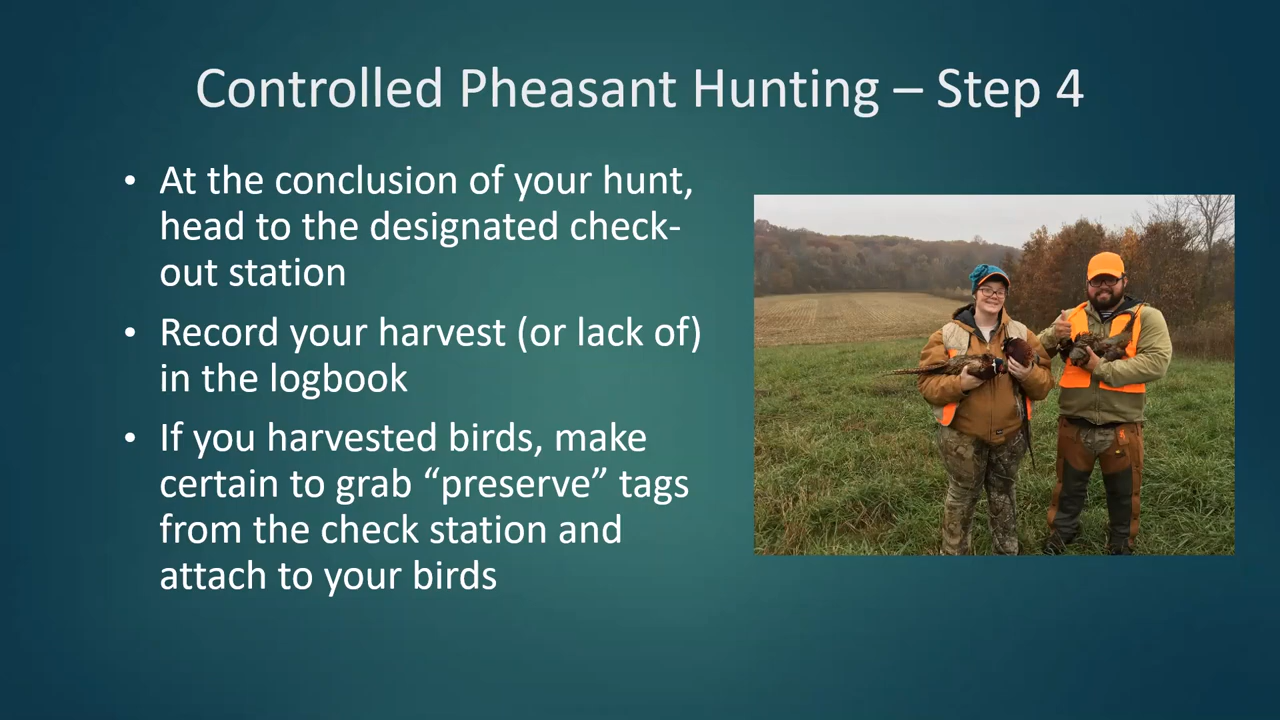 Controlled Pheasant Hunting – Step 4
• At the conclusion of your hunt,
head to the designated check-
out station
• Record your harvest (or lack of)
in the logbook
• If you harvested birds, make
certain to grab “preserve” tags
from the check station and
attach to your birds